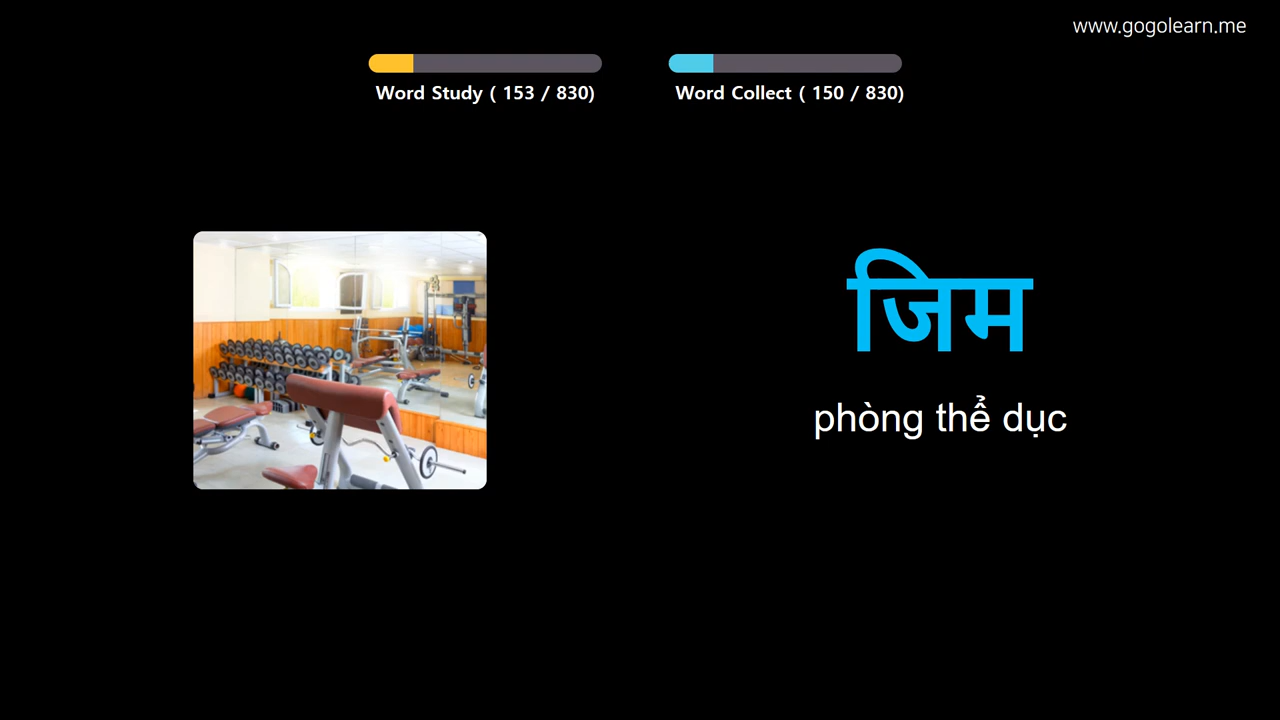 www.gogolearn.me
Word Study ( 153 / 830)
Word Collect ( 150 / 830)
जिम
phòng thể dục